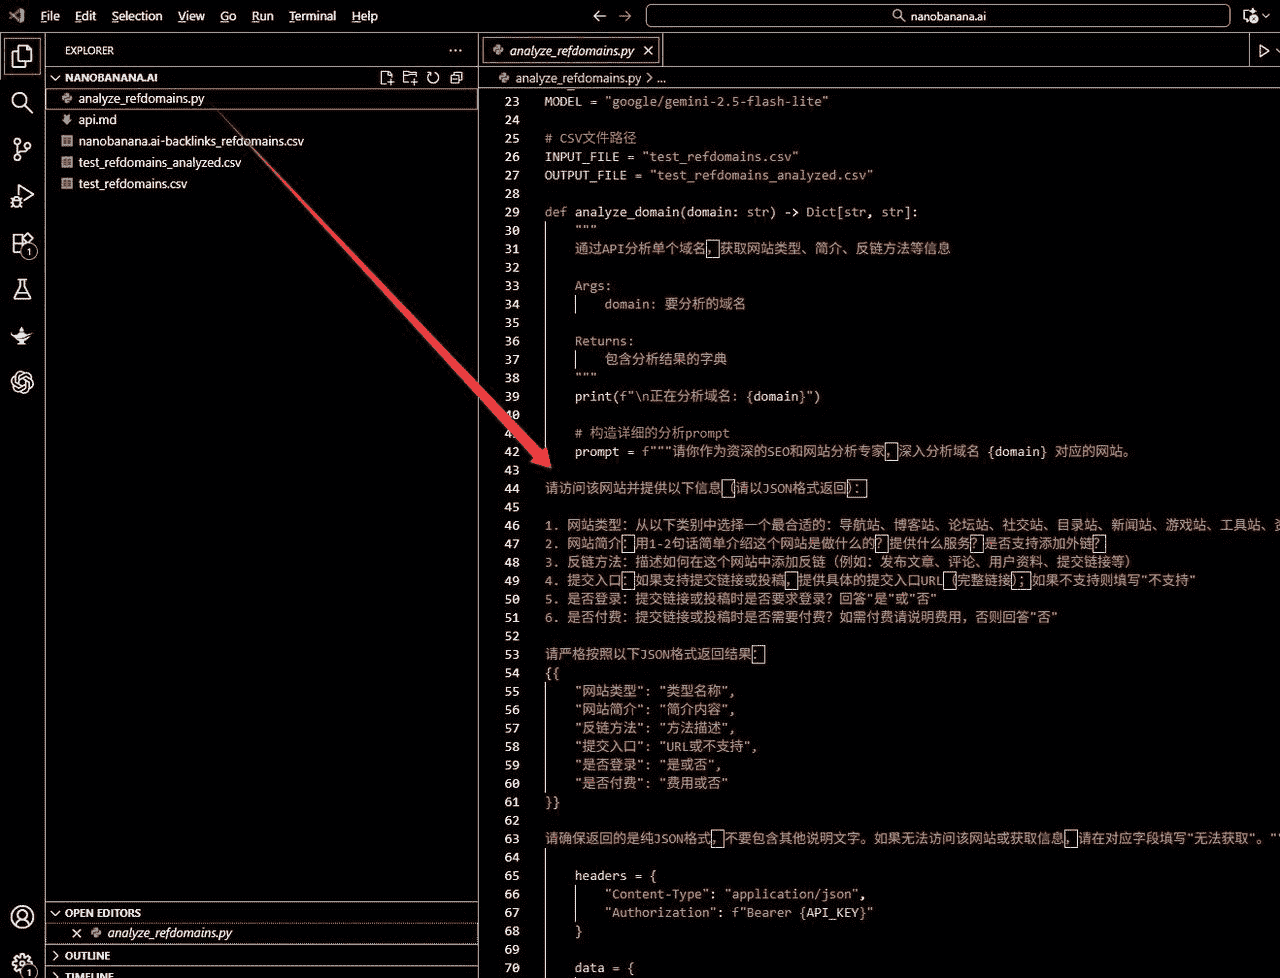 File Edit Selection View Go Run Terminal Help
nanobanana.ai
EXPLORER
NANOBANANA.AI
analyze_refdomains.py
api.md
nanobanana.ai-backlinks_refdomains.csv
test_refdomains_analyzed.csv
test_refdomains.csv
1
OPEN EDITORS
analyze_refdomains.py
OUTLINE
TIMELINE
1
analyze_refdomains.py
analyze_refdomains.py > ...
23 MODEL = "google/gemini-2.5-flash-lite"
24
25 # CSV文件路径
26 INPUT_FILE = "test_refdomains.csv"
27 OUTPUT_FILE = "test_refdomains_analyzed.csv"
28
29 def analyze_domain(domain: str) -> Dict[str, str]:
30 """
31 通过API分析单个域名，获取网站类型、简介、反链方法等信息
32
33 Args:
34 domain: 要分析的域名
35
36 Returns:
37 包含分析结果的字典
38 """
39 print(f"\n正在分析域名: {domain}")
40
# 构造详细的分析prompt
42 prompt = f"""请你作为资深的SEO和网站分析专家，深入分析域名 {domain} 对应的网站。
43
44 请访问该网站并提供以下信息（请以JSON格式返回）：
45
46 1. 网站类型：从以下类别中选择一个最合适的：导航站、博客站、论坛站、社交站、目录站、新闻站、游戏站、工具站、
47 2. 网站简介：用1-2句话简单介绍这个网站是做什么的？提供什么服务？是否支持添加外链？
48 3. 反链方法：描述如何在这个网站中添加反链（例如：发布文章、评论、用户资料、提交链接等）
49 4. 提交入口：如果支持提交链接或投稿，提供具体的提交入口URL（完整链接）；如果不支持则填写"不支持"
50 5. 是否登录：提交链接或投稿时是否要求登录？回答"是"或"否"
51 6. 是否付费：提交链接或投稿时是否需要付费？如需付费请说明费用，否则回答"否"
52
53 请严格按照以下JSON格式返回结果：
54 {{
55 "网站类型": "类型名称",
56 "网站简介": "简介内容",
57 "反链方法": "方法描述",
58 "提交入口": "URL或不支持",
59 "是否登录": "是或否",
60 "是否付费": "费用或否"
61 }}
62
63 请确保返回的是纯JSON格式，不要包含其他说明文字。如果无法访问该网站或获取信息，请在对应字段填写"无法获取"。""
64
65 headers = {
66 "Content-Type": "application/json",
67 "Authorization": f"Bearer {API_KEY}"
68 }
69
70 data = {